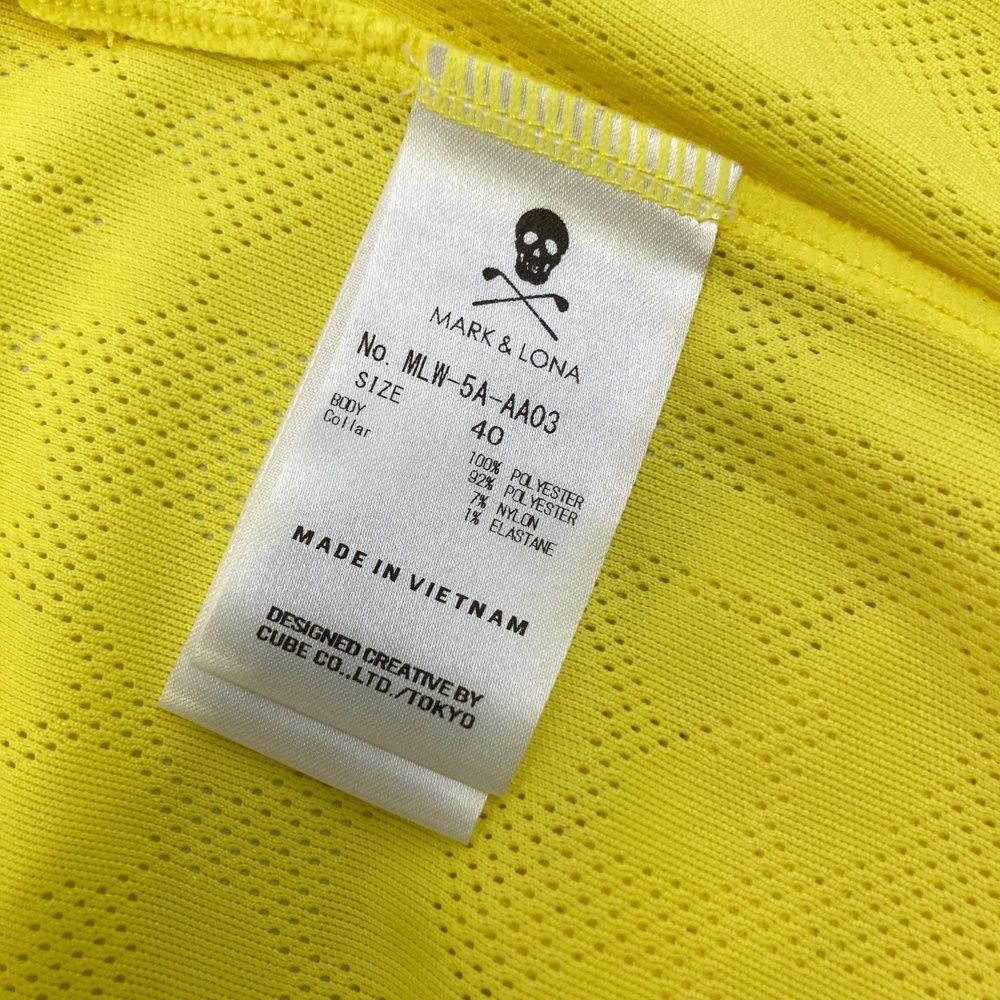 MARK & LONA
No. MLW-5A-AA03
SIZE 40
BODY 100% POLYESTER
Collar 92% POLYESTER
7% NYLON
1% ELASTANE
MADE IN VIETNAM
DESIGNED CREATIVE BY
CUBE CO.,LTD./TOKYO